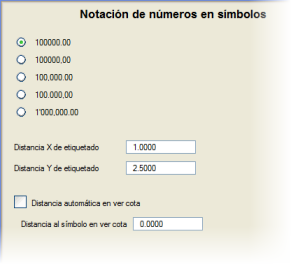 Notación de números en símbolos
100000.00
100000,00
100,000.00
100.000,00
1'000,000.00
Distancia X de etiquetado 1.0000
Distancia Y de etiquetado 2.5000
Distancia automática en ver cota
Distancia al símbolo en ver cota 0.0000